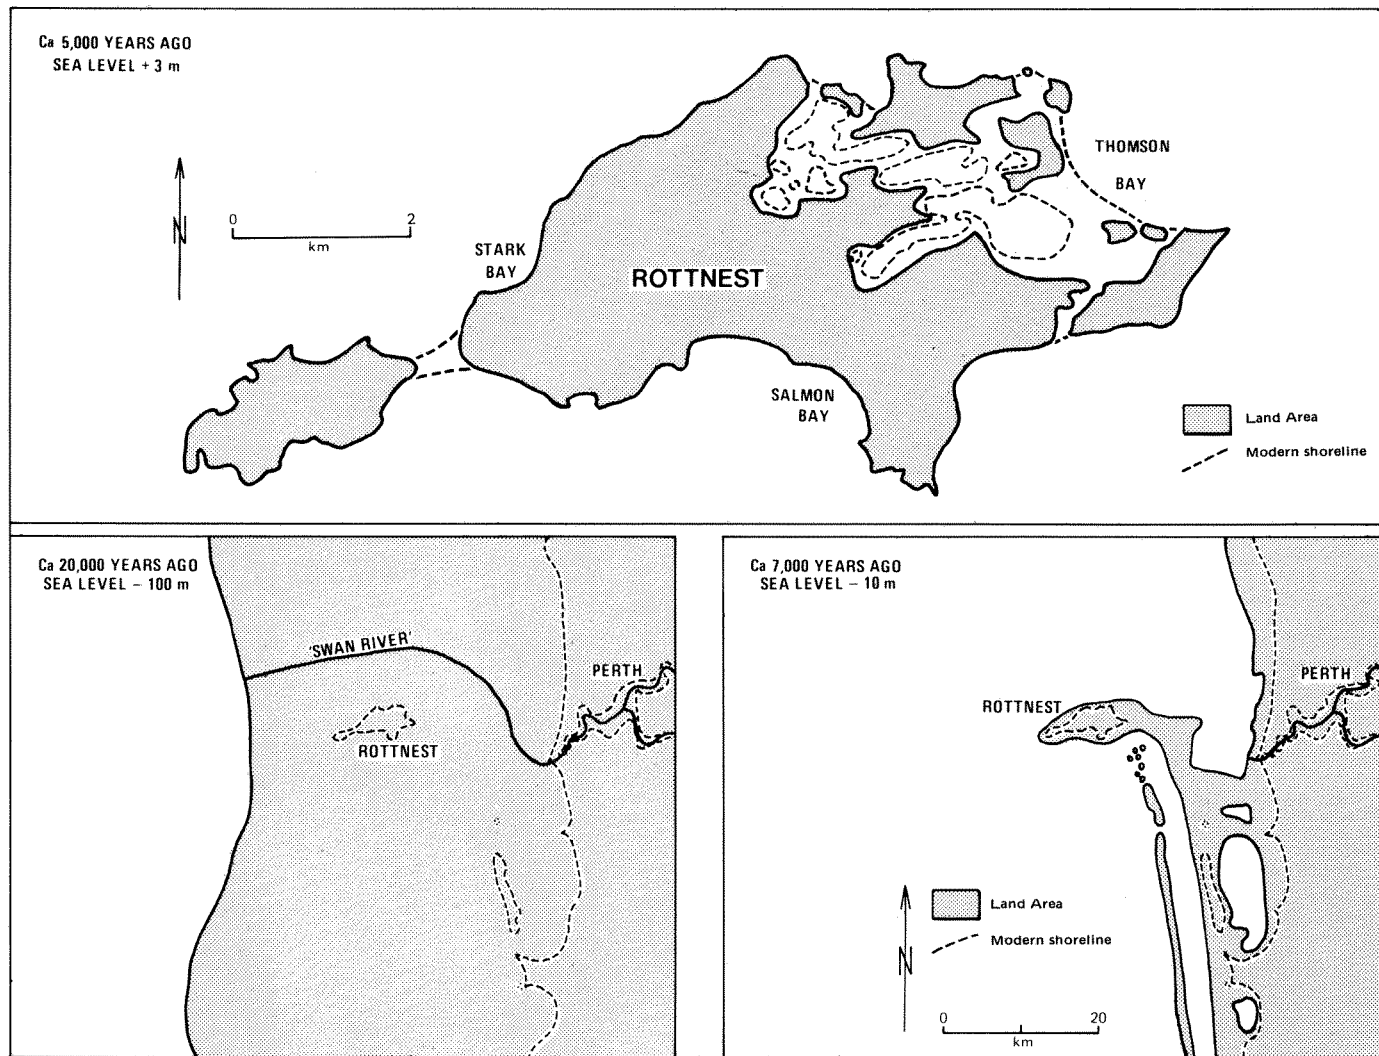 Ca 5,000 YEARS AGO
SEA LEVEL + 3 m
N
0 2
km
STARK
BAY
ROTTNEST
THOMSON
BAY
SALMON
BAY
Land Area
Modern shoreline
Ca 20,000 YEARS AGO
SEA LEVEL – 100 m
'SWAN RIVER'
PERTH
ROTTNEST
Ca 7,000 YEARS AGO
SEA LEVEL – 10 m
PERTH
ROTTNEST
Land Area
Modern shoreline
N
0 20
km